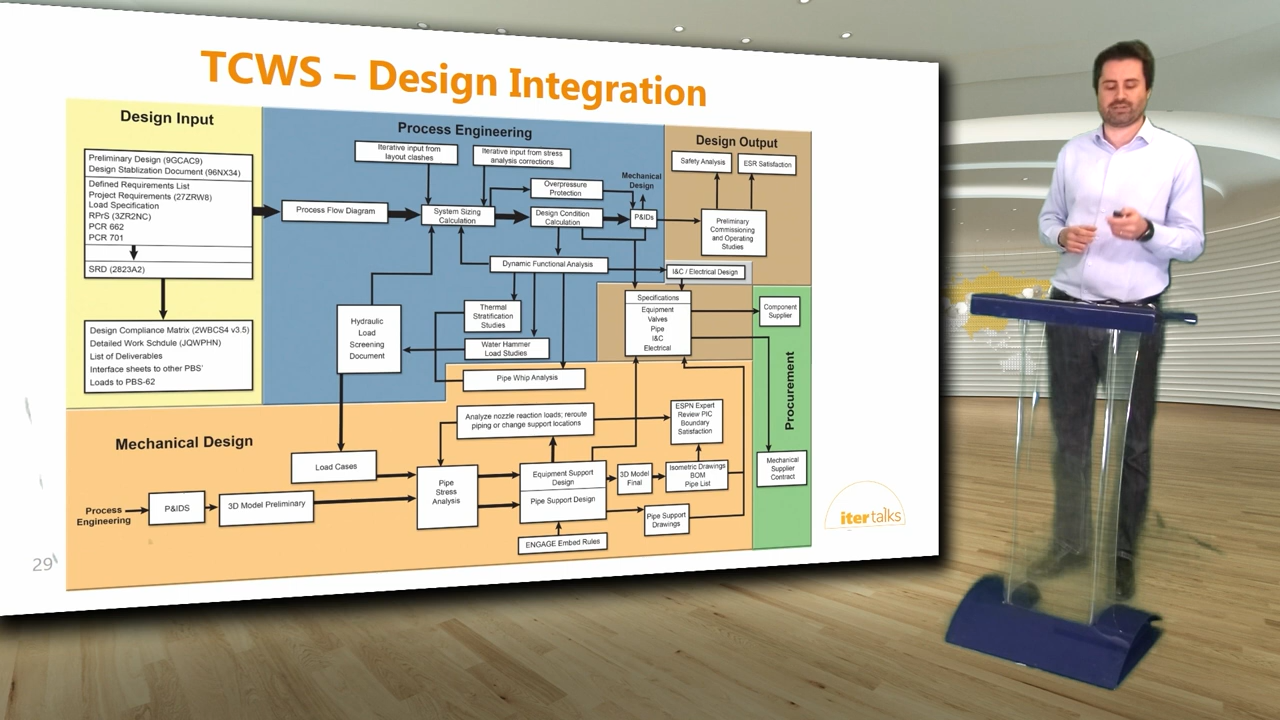 TCWS – Design Integration
Design Input
Preliminary Design (9GCAC9)
Design Stablization Document (96NX34)
Defined Requirements List
Project Requirements (27ZRW8)
Load Specification
RPrS (3ZR2NC)
PCR 662
PCR 701
SRD (2823A2)
Design Compliance Matrix (2WBCS4 v3.5)
Detailed Work Schdule (JQWPHN)
List of Deliverables
Interface sheets to other PBS'
Loads to PBS-62
Process Engineering
Iterative input from
layout clashes
Iterative input from stress
analysis corrections
Overpressure
Protection
Mechanical
Design
Process Flow Diagram
System Sizing
Calculation
Design Condition
Calculation
P&IDs
Dynamic Functional Analysis
Hydraulic
Load
Screening
Document
Thermal
Stratification
Studies
Water Hammer
Load Studies
Design Output
Safety Analysis
ESR Satisfaction
Preliminary
Commissioning
and Operating
Studies
I&C / Electrical Design
Specifications
Equipment
Valves
Pipe
I&C
Electrical
Component
Supplier
Procurement
Mechanical
Supplier
Contract
Pipe Whip Analysis
Mechanical Design
Analyze nozzle reaction loads; reroute
piping or change support locations
ESPN Expert
Review PIC
Boundary
Satisfaction
Load Cases
Process
Engineering
P&IDS
3D Model Preliminary
Pipe
Stress
Analysis
Equipment Support
Design
Pipe Support Design
3D Model
Final
Isometric Drawings
BOM
Pipe List
Pipe Support
Drawings
ENGAGE Embed Rules
iter talks
29